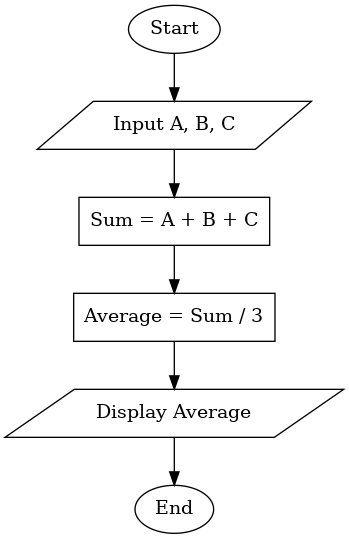 Start
Input A, B, C
Sum = A + B + C
Average = Sum / 3
Display Average
End